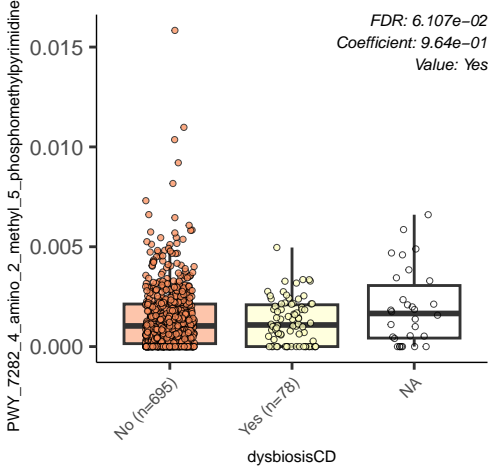 FDR: 6.107e−02
Coefficient: 9.64e−01
Value: Yes
PWY_7282_4_amino_2_methyl_5_phosphomethylpyrimidine
0.015
0.010
0.005
0.000
No (n=695)
Yes (n=78)
NA
dysbiosisCD